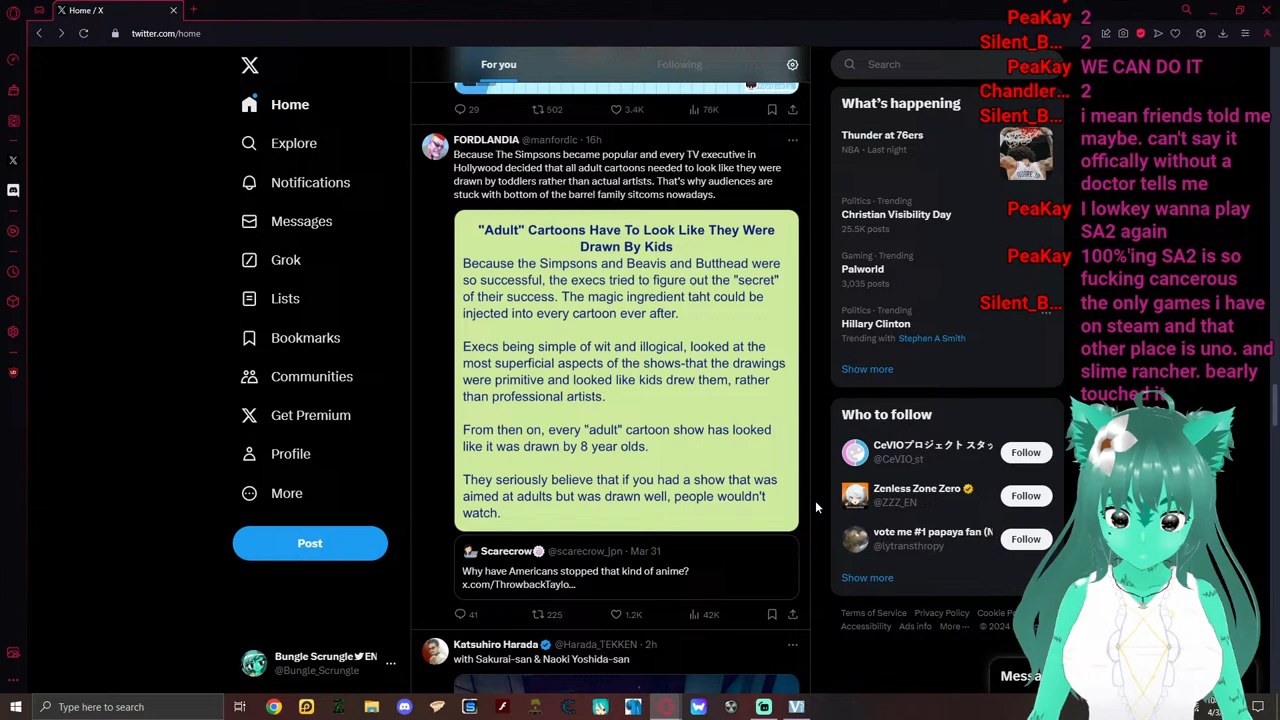 Home / X
twitter.com/home
Home
Explore
Notifications
Messages
Grok
Lists
Bookmarks
Communities
Get Premium
Profile
More
Post
Bungle Scrungle EN
@Bungle_Scrungle
For you
Following
29
502
3.4K
76K
FORDLANDIA @manfordic · 16h
Because The Simpsons became popular and every TV executive in
Hollywood decided that all adult cartoons needed to look like they were
drawn by toddlers rather than actual artists. That's why audiences are
stuck with bottom of the barrel family sitcoms nowadays.
"Adult" Cartoons Have To Look Like They Were
Drawn By Kids
Because the Simpsons and Beavis and Butthead were
so successful, the execs tried to figure out the "secret"
of their success. The magic ingredient taht could be
injected into every cartoon ever after.
Execs being simple of wit and illogical, looked at the
most superficial aspects of the shows-that the drawings
were primitive and looked like kids drew them, rather
than professional artists.
From then on, every "adult" cartoon show has looked
like it was drawn by 8 year olds.
They seriously believe that if you had a show that was
aimed at adults but was drawn well, people wouldn't
watch.
Scarecrow @scarecrow_jpn · Mar 31
Why have Americans stopped that kind of anime?
x.com/ThrowbackTaylo...
41
225
1.2K
42K
Katsuhiro Harada @Harada_TEKKEN · 2h
with Sakurai-san & Naoki Yoshida-san
Search
What's happening
Thunder at 76ers
NBA · Last night
Politics · Trending
Christian Visibility Day
25.5K posts
Gaming · Trending
Palworld
3,035 posts
Politics · Trending
Hillary Clinton
Trending with Stephen A Smith
Show more
Who to follow
CeVIOプロジェクト スタッ
@CeVIO_st
Follow
Zenless Zone Zero
@ZZZ_EN
Follow
vote me #1 papaya fan (N
@lytransthropy
Follow
Show more
Terms of Service Privacy Policy Cookie Po
Accessibility Ads info More ··· © 2024
Messa
PeaKay 2
Silent_B... 2
PeaKay WE CAN DO IT
Chandler... 2
Silent_B... i mean friends told me
maybe. can't say it
offically without a
doctor tells me
PeaKay I lowkey wanna play
SA2 again
PeaKay 100%'ing SA2 is so
fucking cancerous
Silent_B... the only games i have
on steam and that
other place is uno. and
slime rancher. bearly
touched it
Type here to search